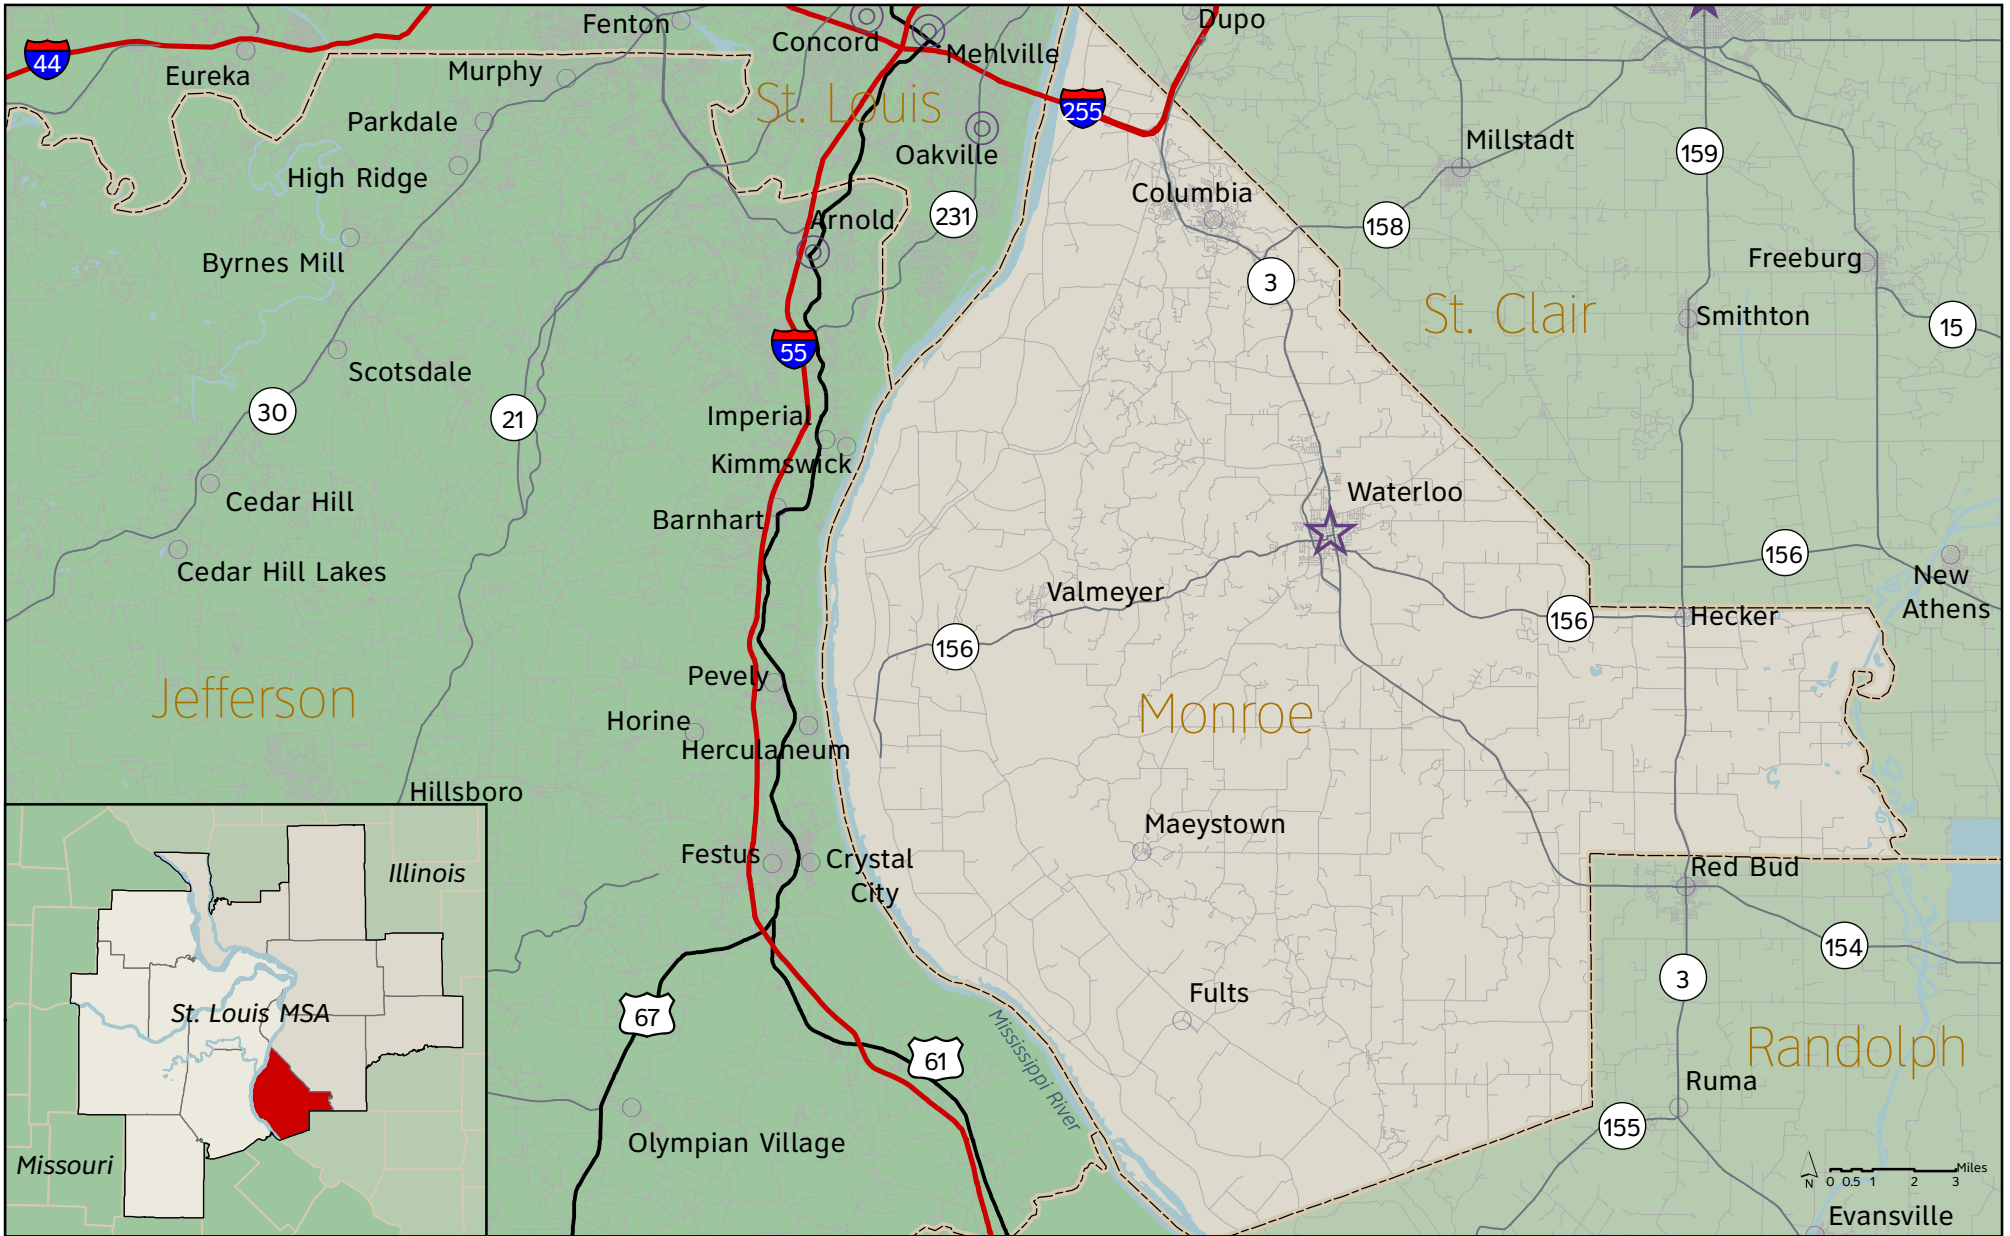 Fenton
Concord
Mehlville
Dupo
44
Eureka
Murphy
St. Louis
255
Parkdale
Oakville
Millstadt
159
High Ridge
Columbia
231
158
Arnold
Byrnes Mill
3
Freeburg
St. Clair
Smithton
15
55
Scotsdale
30
21
Imperial
Kimmswick
Cedar Hill
Barnhart
Waterloo
Cedar Hill Lakes
156
New
Athens
Valmeyer
156
Hecker
156
Pevely
Jefferson
Horine
Herculaneum
Monroe
Hillsboro
Maeystown
Festus
Crystal
City
Red Bud
Illinois
154
3
Fults
St. Louis MSA
67
61
Mississippi River
Randolph
Ruma
155
Olympian Village
Missouri
N
0 0.5 1 2 3
Miles
Evansville